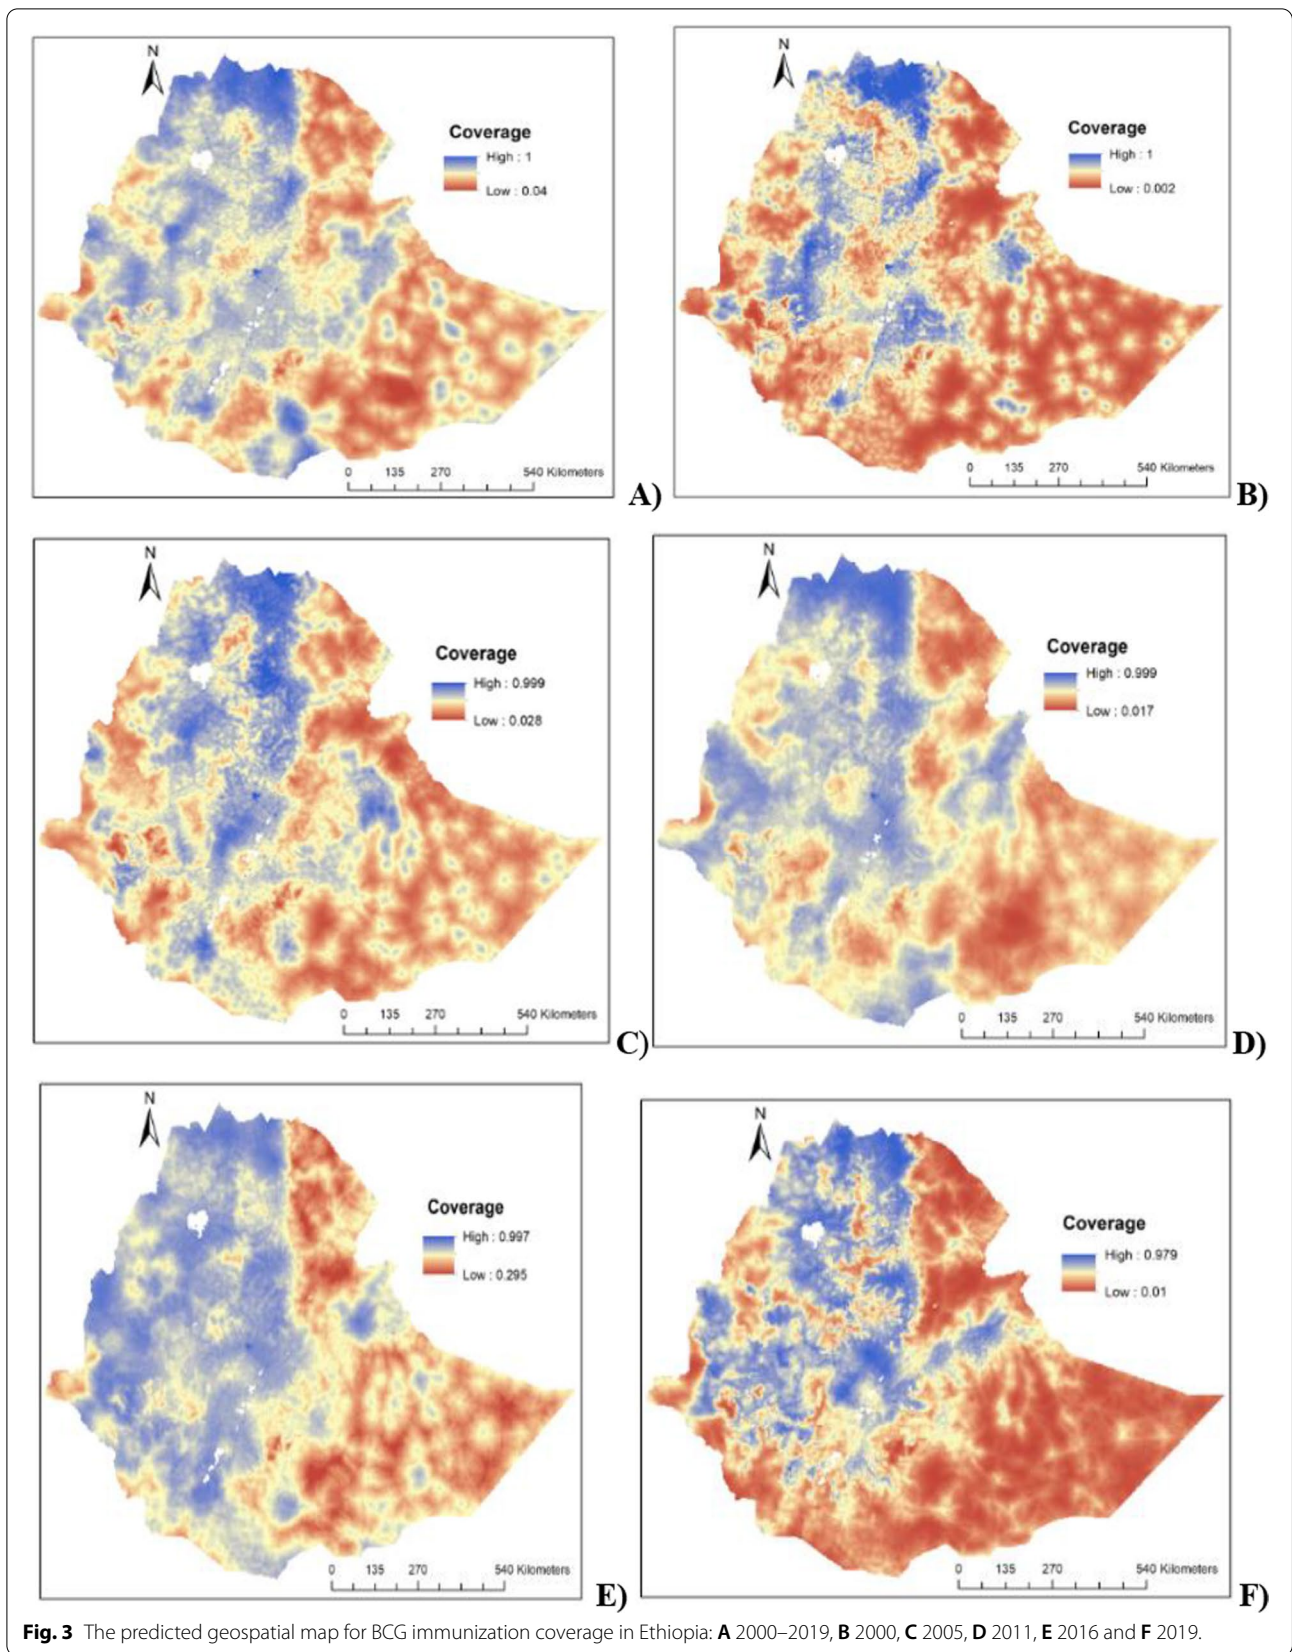 N
Coverage
High : 1
Low : 0.04
0 135 270 540 Kilometers
A)
N
Coverage
High : 1
Low : 0.002
0 135 270 540 Kilometers
B)
N
Coverage
High : 0.999
Low : 0.028
0 135 270 540 Kilometers
C)
N
Coverage
High : 0.999
Low : 0.017
0 135 270 540 Kilometers
D)
N
Coverage
High : 0.997
Low : 0.295
0 135 270 540 Kilometers
E)
N
Coverage
High : 0.979
Low : 0.01
0 135 270 540 Kilometers
F)
Fig. 3 The predicted geospatial map for BCG immunization coverage in Ethiopia: A 2000–2019, B 2000, C 2005, D 2011, E 2016 and F 2019.